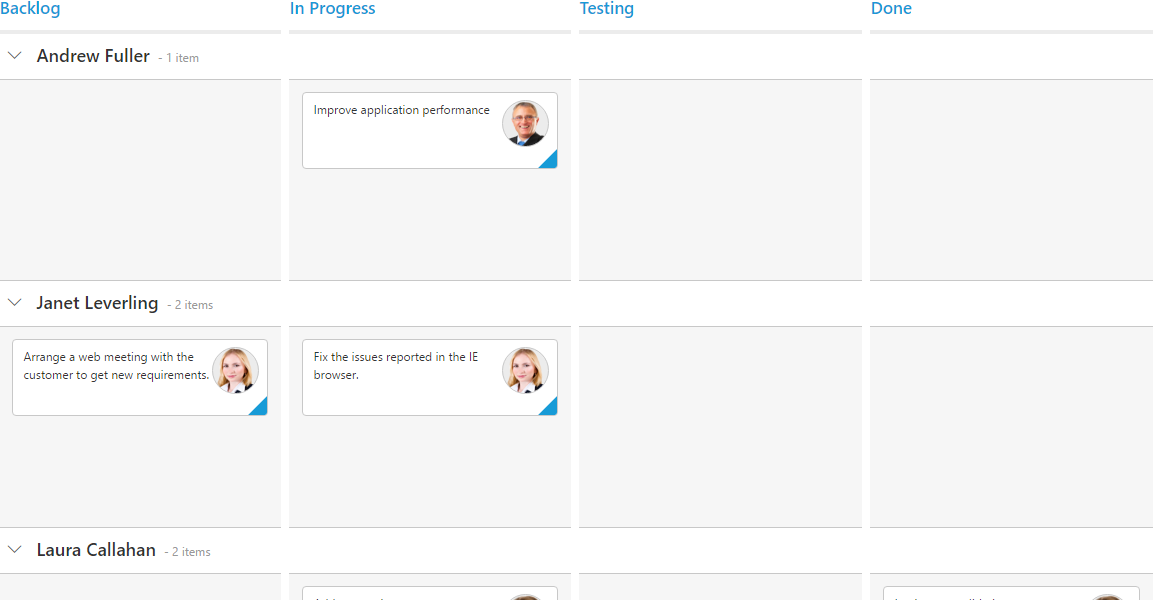 Backlog
In Progress
Testing
Done
Andrew Fuller - 1 item
Improve application performance
Janet Leverling - 2 items
Arrange a web meeting with the
customer to get new requirements.
Fix the issues reported in the IE
browser.
Laura Callahan - 2 items